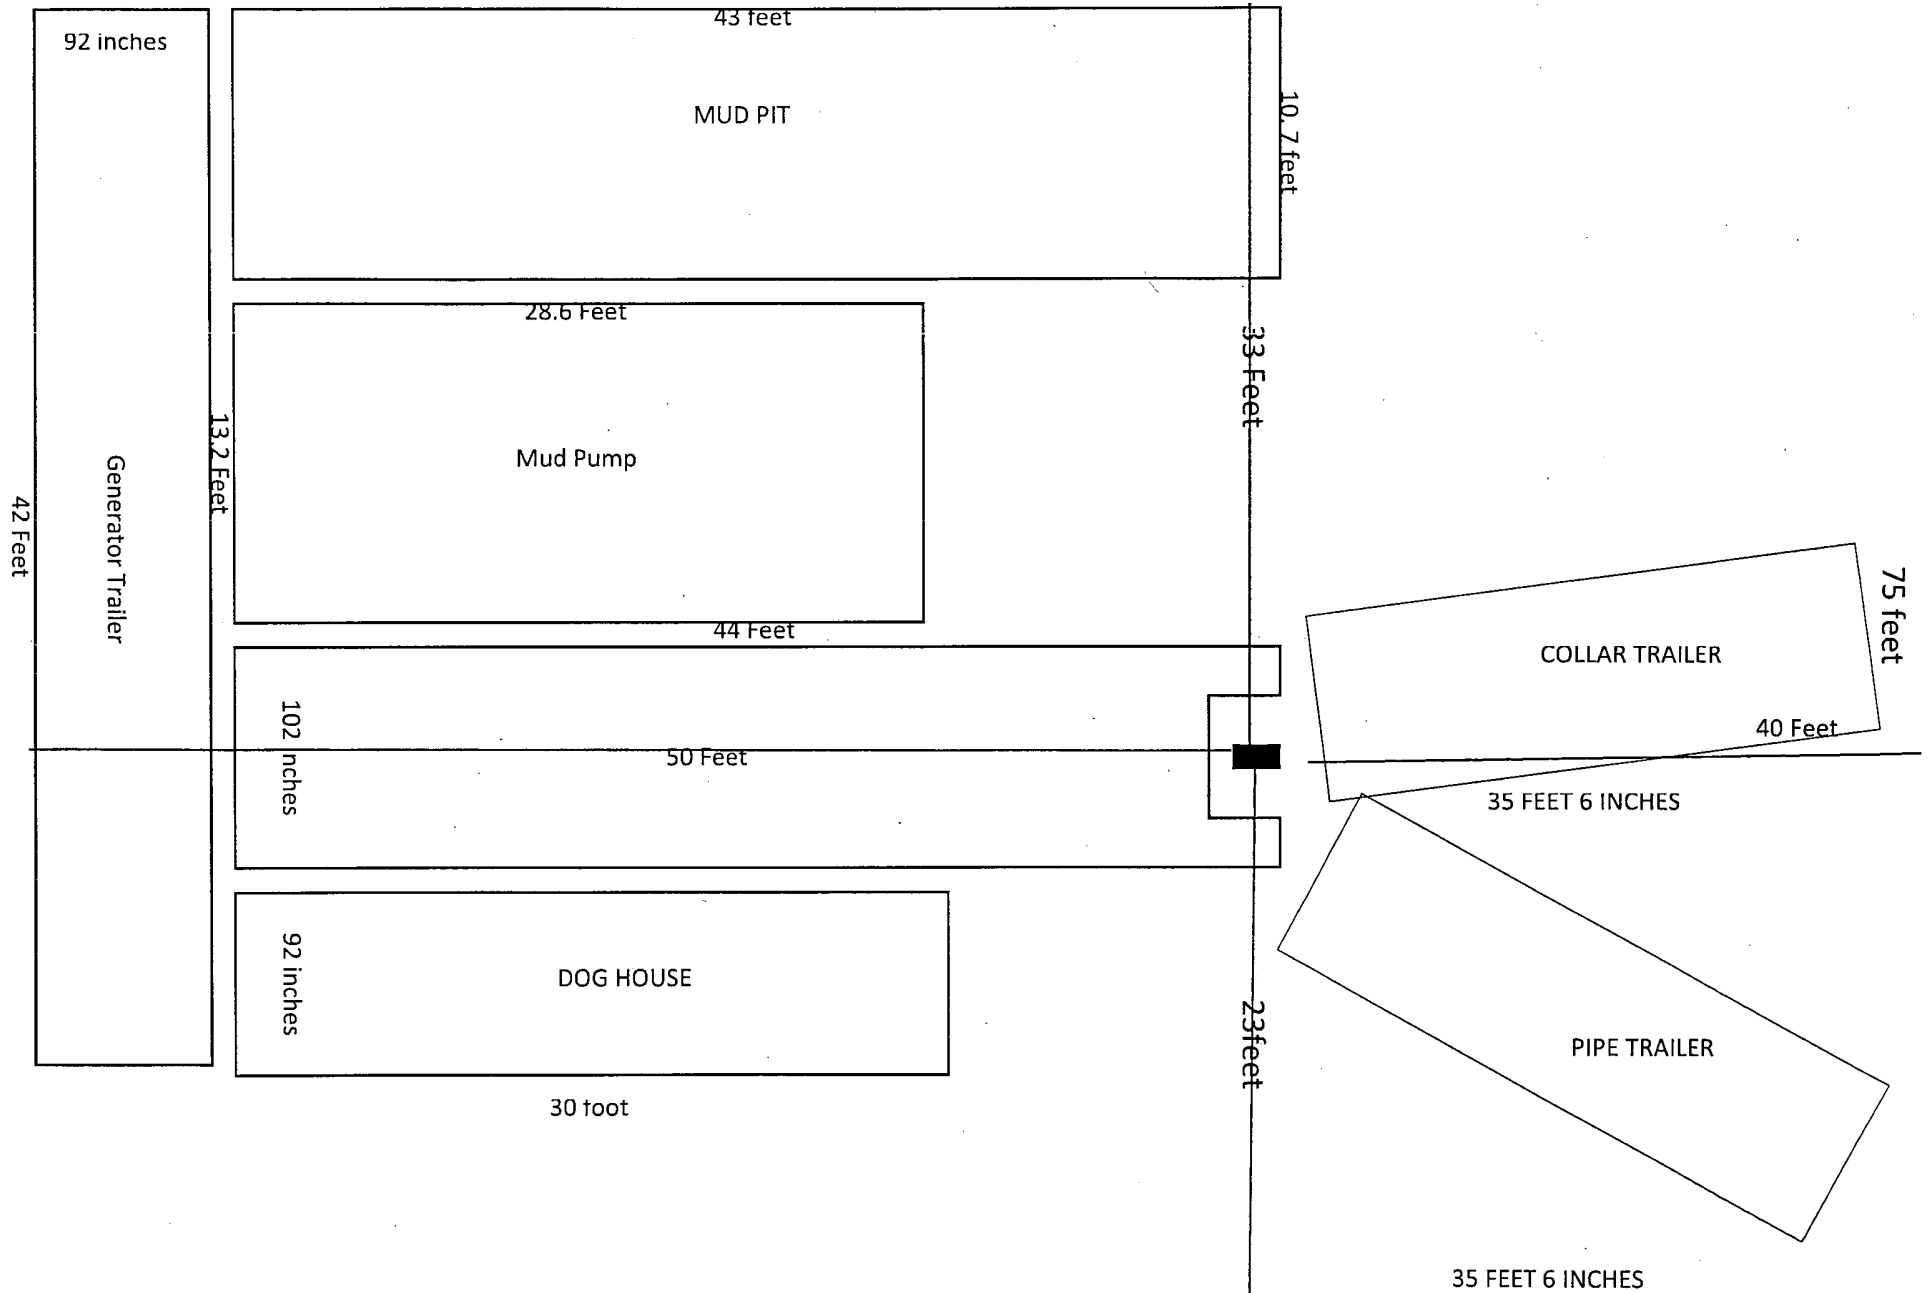 43 feet
92 inches
MUD PIT
10. 7 feet
28.6 Feet
33 Feet
13.2 Feet
Mud Pump
Generator Trailer
42 Feet
75 feet
44 Feet
COLLAR TRAILER
102 nches
40 Feet
50 Feet
35 FEET 6 INCHES
92 inches
DOG HOUSE
23feet
PIPE TRAILER
30 foot
35 FEET 6 INCHES